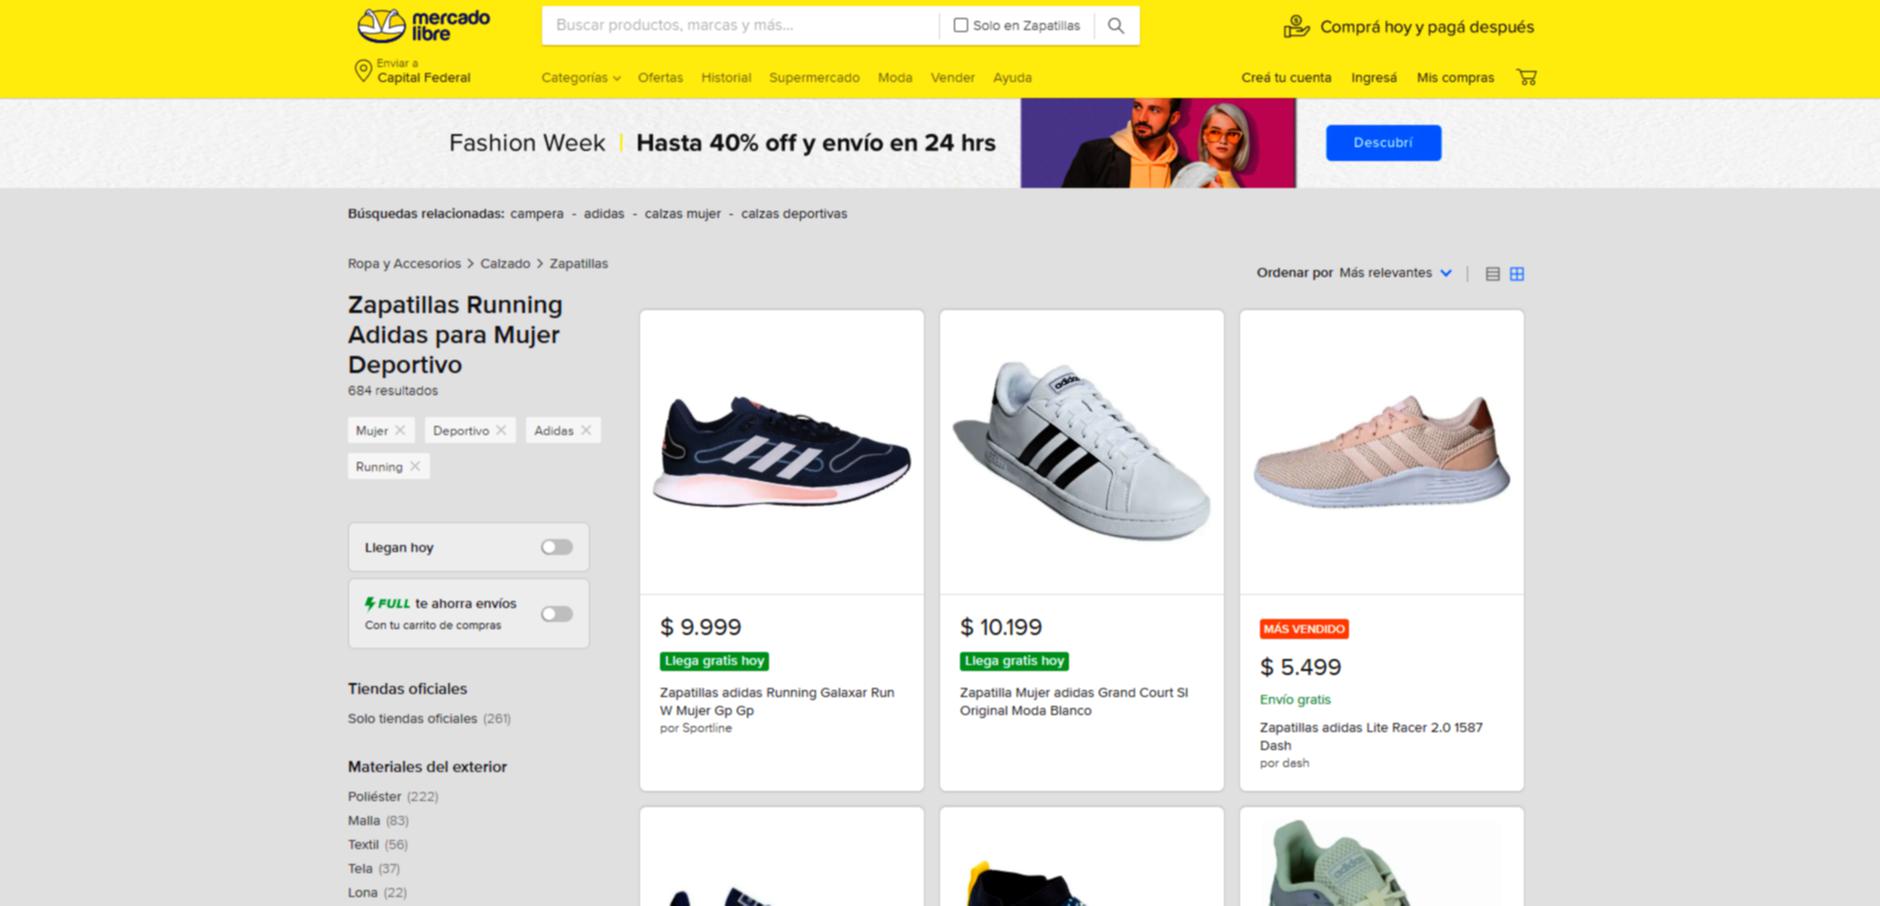 mercado
libre
Buscar productos, marcas y más...
Solo en Zapatillas
Comprá hoy y pagá después
Enviar a
Capital Federal
Categorías
Ofertas
Historial
Supermercado
Moda
Vender
Ayuda
Creá tu cuenta
Ingresá
Mis compras
Fashion Week | Hasta 40% off y envío en 24 hrs
Descubrí
Búsquedas relacionadas: campera - adidas - calzas mujer - calzas deportivas
Ropa y Accesorios > Calzado > Zapatillas
Ordenar por Más relevantes
Zapatillas Running
Adidas para Mujer
Deportivo
684 resultados
Mujer
Deportivo
Adidas
Running
Llegan hoy
FULL te ahorra envíos
Con tu carrito de compras
Tiendas oficiales
Solo tiendas oficiales (261)
Materiales del exterior
Poliéster (222)
Malla (83)
Textil (56)
Tela (37)
Lona (22)
$ 9.999
Llega gratis hoy
Zapatillas adidas Running Galaxar Run
W Mujer Gp Gp
por Sportline
adidas
$ 10.199
Llega gratis hoy
Zapatilla Mujer adidas Grand Court Sl
Original Moda Blanco
MÁS VENDIDO
$ 5.499
Envío gratis
Zapatillas adidas Lite Racer 2.0 1587
Dash
por dash
adidas